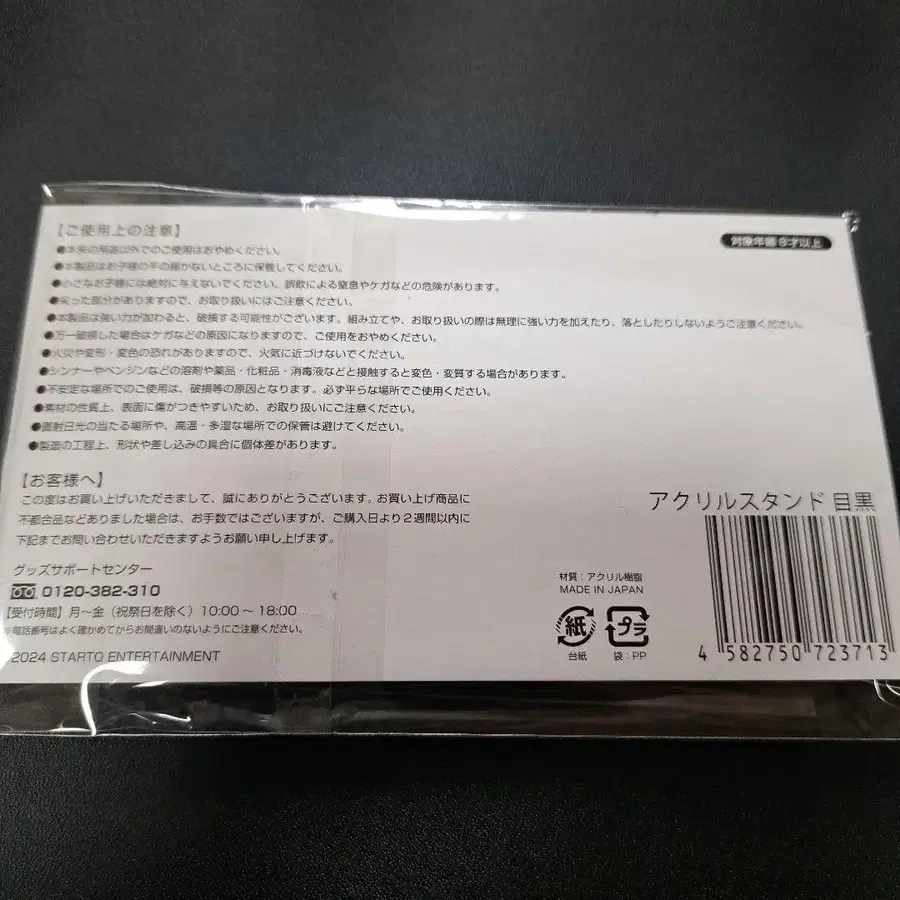 【ご使用上の注意】
対象年齢 8才以上
●本来の用途以外でのご使用はおやめください。
●本製品はお子様の手の届かないところに保管してください。
●小さなお子様には絶対に与えないでください。誤飲による窒息やケガなどの危険があります。
●尖った部分がありますので、お取り扱いにはご注意ください。
●本製品は強い力が加わると、破損する可能性がございます。組み立てや、お取り扱いの際は無理に強い力を加えたり、落としたりしないようご注意ください。
●万一破損した場合はケガなどの原因になりますので、ご使用をおやめください。
●火災や変形・変色の恐れがありますので、火気に近づけないでください。
●シンナーやベンジンなどの溶剤や薬品・化粧品・消毒液などと接触すると変色・変質する場合があります。
●不安定な場所でのご使用は、破損等の原因となります。必ず平らな場所でご使用ください。
●素材の性質上、表面に傷がつきやすいため、お取り扱いにご注意ください。
●直射日光の当たる場所や、高温・多湿な場所での保管は避けてください。
●製造の工程上、形状や差し込みの具合に個体差があります。
【お客様へ】
この度はお買い上げいただきまして、誠にありがとうございます。お買い上げ商品に
不都合品などありました場合は、お手数ではございますが、ご購入日より2週間以内に
下記までお問い合わせいただきますようお願い申し上げます。
グッズサポートセンター
0120-382-310
【受付時間】月〜金(祝祭日を除く)10:00〜18:00
※電話番号はよく確かめてからお間違いのないようにご注意ください。
2024 STARTO ENTERTAINMENT
アクリルスタンド 目黒
材質:アクリル樹脂
MADE IN JAPAN
紙
プラ
台紙
袋:PP
4 582750 723713